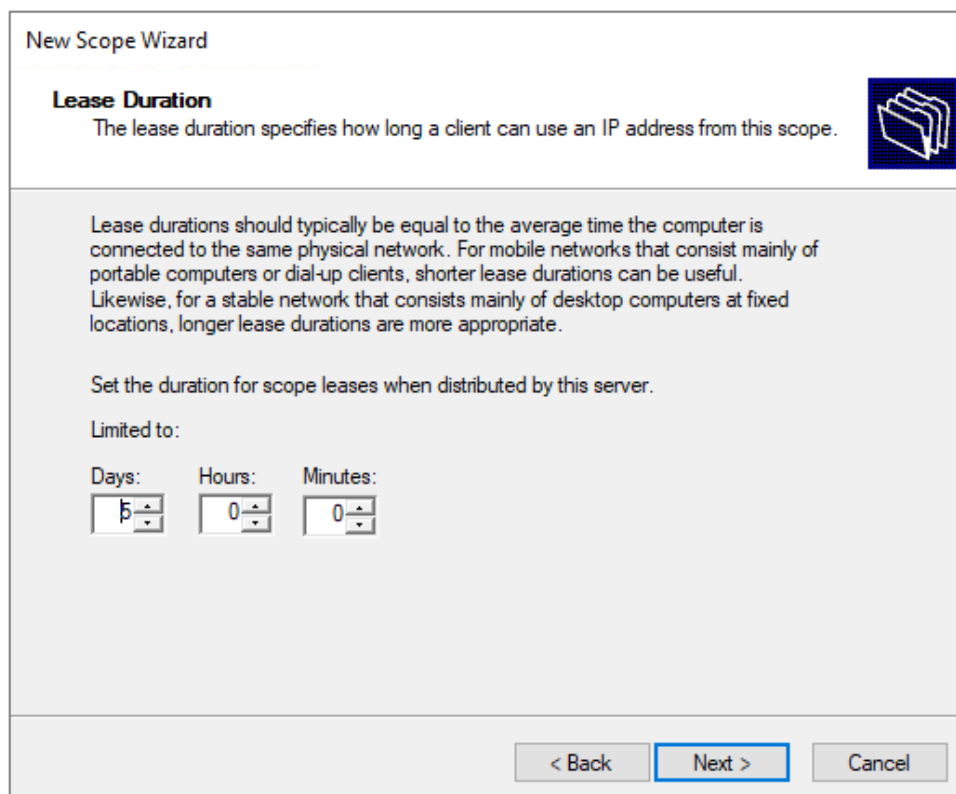 New Scope Wizard
Lease Duration
The lease duration specifies how long a client can use an IP address from this scope.
Lease durations should typically be equal to the average time the computer is
connected to the same physical network. For mobile networks that consist mainly of
portable computers or dial-up clients, shorter lease durations can be useful.
Likewise, for a stable network that consists mainly of desktop computers at fixed
locations, longer lease durations are more appropriate.
Set the duration for scope leases when distributed by this server.
Limited to:
Days: Hours: Minutes:
5 0 0
< Back Next > Cancel